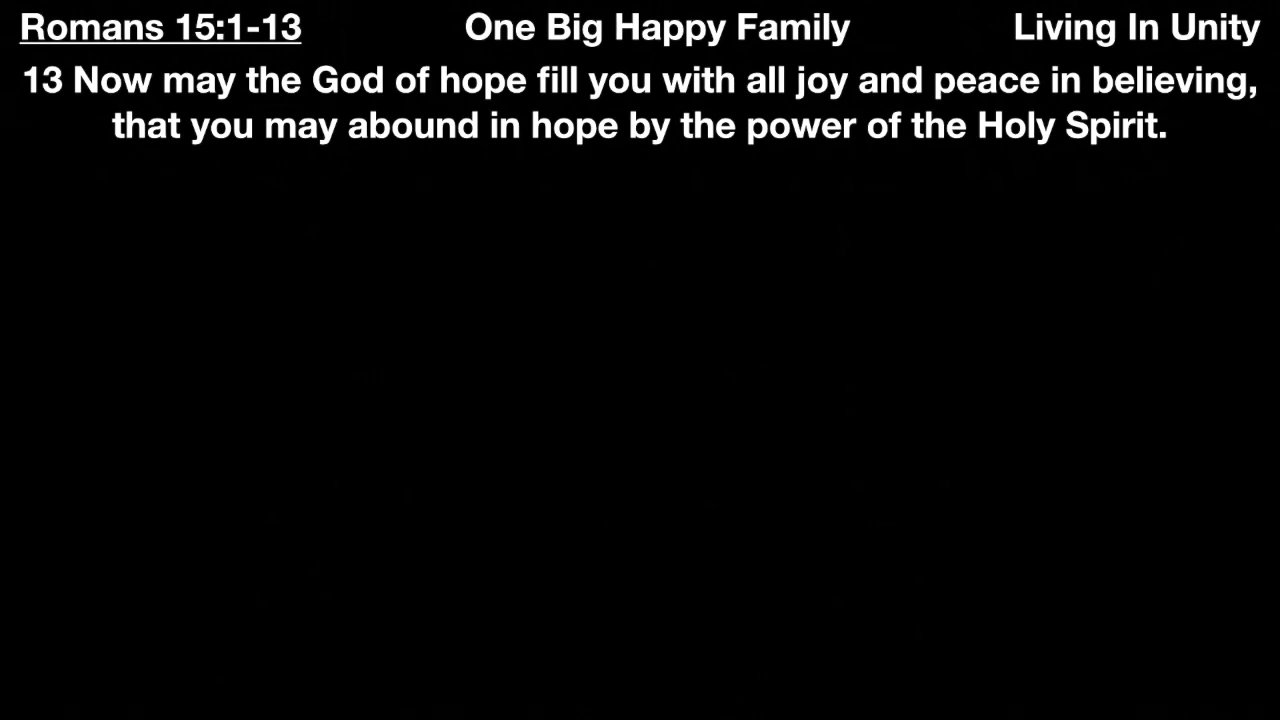 Romans 15:1-13 One Big Happy Family Living In Unity
13 Now may the God of hope fill you with all joy and peace in believing,
that you may abound in hope by the power of the Holy Spirit.